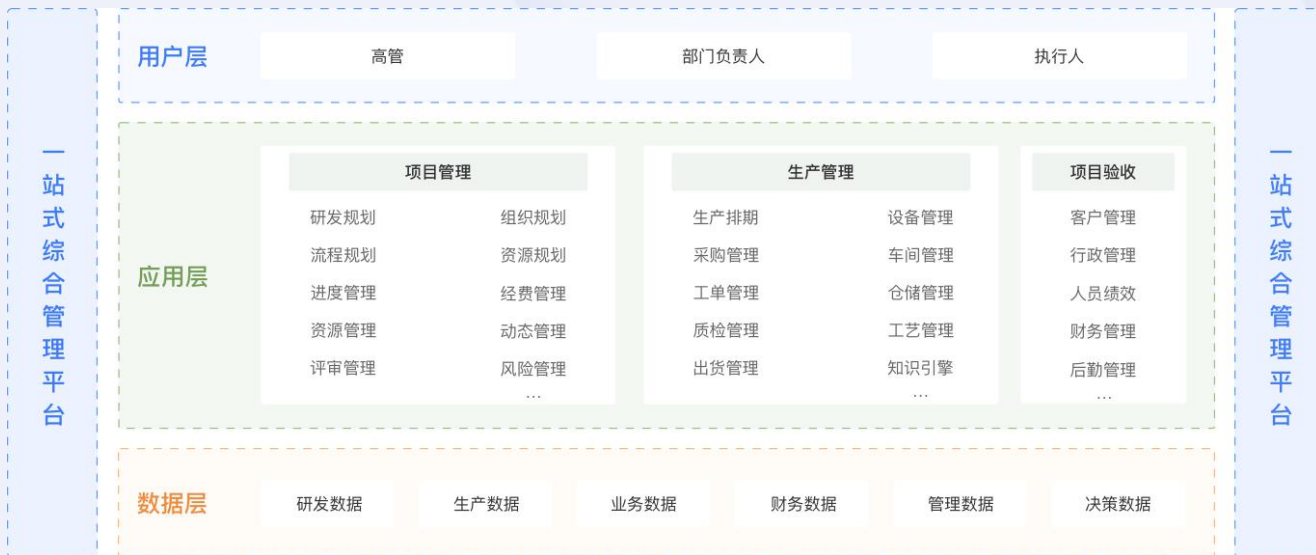 一站式综合管理平台
用户层
高管
部门负责人
执行人
应用层
项目管理
研发规划 组织规划
流程规划 资源规划
进度管理 经费管理
资源管理 动态管理
评审管理 风险管理
...
生产管理
生产排期 设备管理
采购管理 车间管理
工单管理 仓储管理
质检管理 工艺管理
出货管理 知识引擎
...
项目验收
客户管理
行政管理
人员绩效
财务管理
后勤管理
...
数据层
研发数据
生产数据
业务数据
财务数据
管理数据
决策数据
一站式综合管理平台